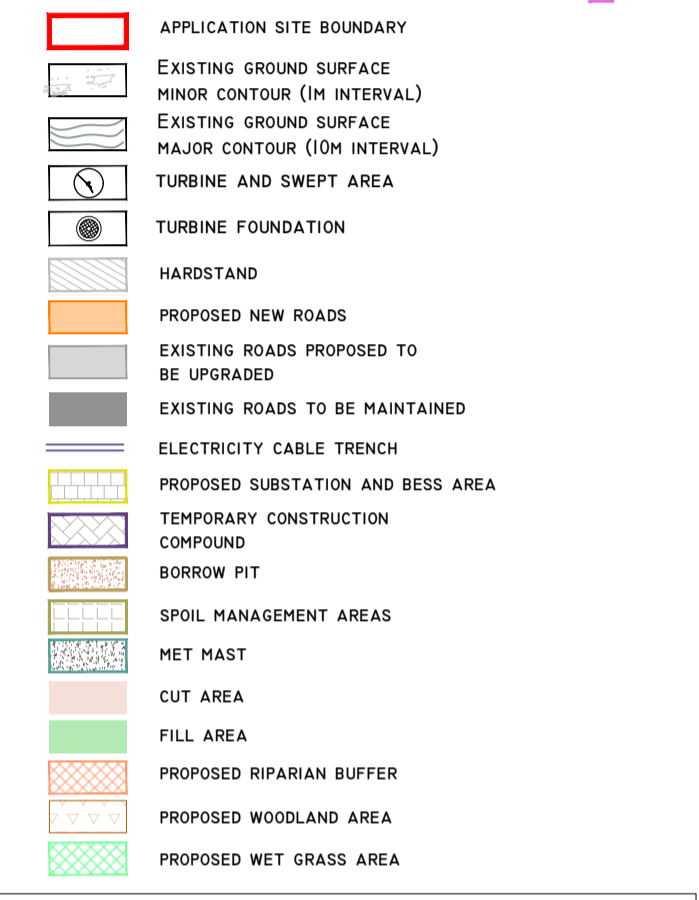 APPLICATION SITE BOUNDARY
EXISTING GROUND SURFACE
MINOR CONTOUR (1M INTERVAL)
EXISTING GROUND SURFACE
MAJOR CONTOUR (10M INTERVAL)
TURBINE AND SWEPT AREA
TURBINE FOUNDATION
HARDSTAND
PROPOSED NEW ROADS
EXISTING ROADS PROPOSED TO
BE UPGRADED
EXISTING ROADS TO BE MAINTAINED
ELECTRICITY CABLE TRENCH
PROPOSED SUBSTATION AND BESS AREA
TEMPORARY CONSTRUCTION
COMPOUND
BORROW PIT
SPOIL MANAGEMENT AREAS
MET MAST
CUT AREA
FILL AREA
PROPOSED RIPARIAN BUFFER
PROPOSED WOODLAND AREA
PROPOSED WET GRASS AREA